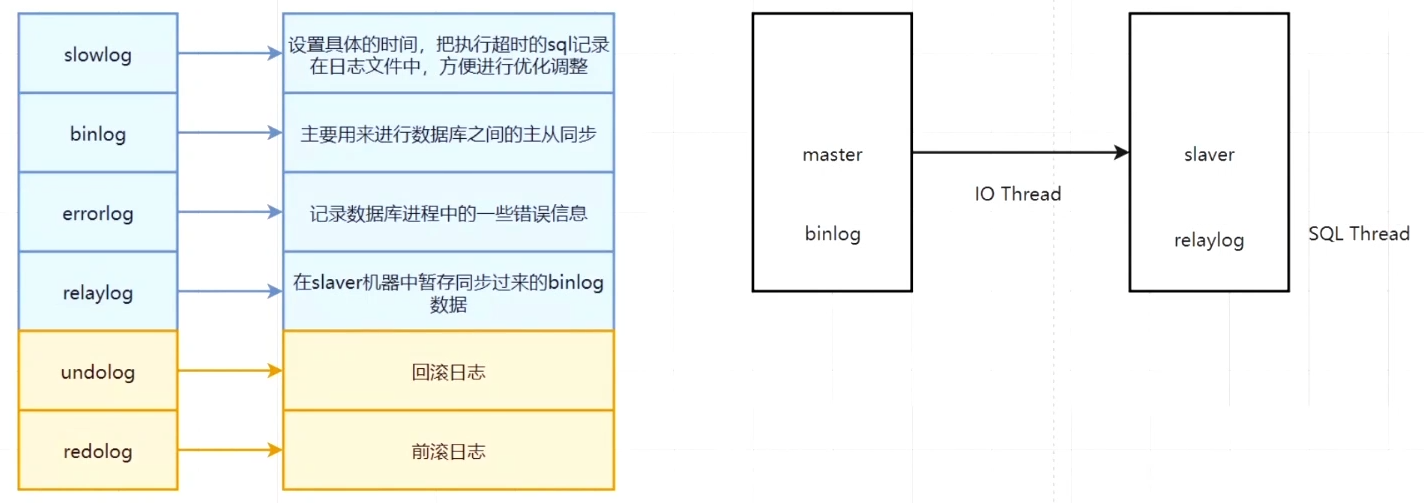 slowlog
设置具体的时间，把执行超时的sql记录
在日志文件中，方便进行优化调整
binlog
主要用来进行数据库之间的主从同步
errorlog
记录数据库进程中的一些错误信息
relaylog
在slaver机器中暂存同步过来的binlog
数据
undolog
回滚日志
redolog
前滚日志
master
binlog
IO Thread
slaver
relaylog
SQL Thread